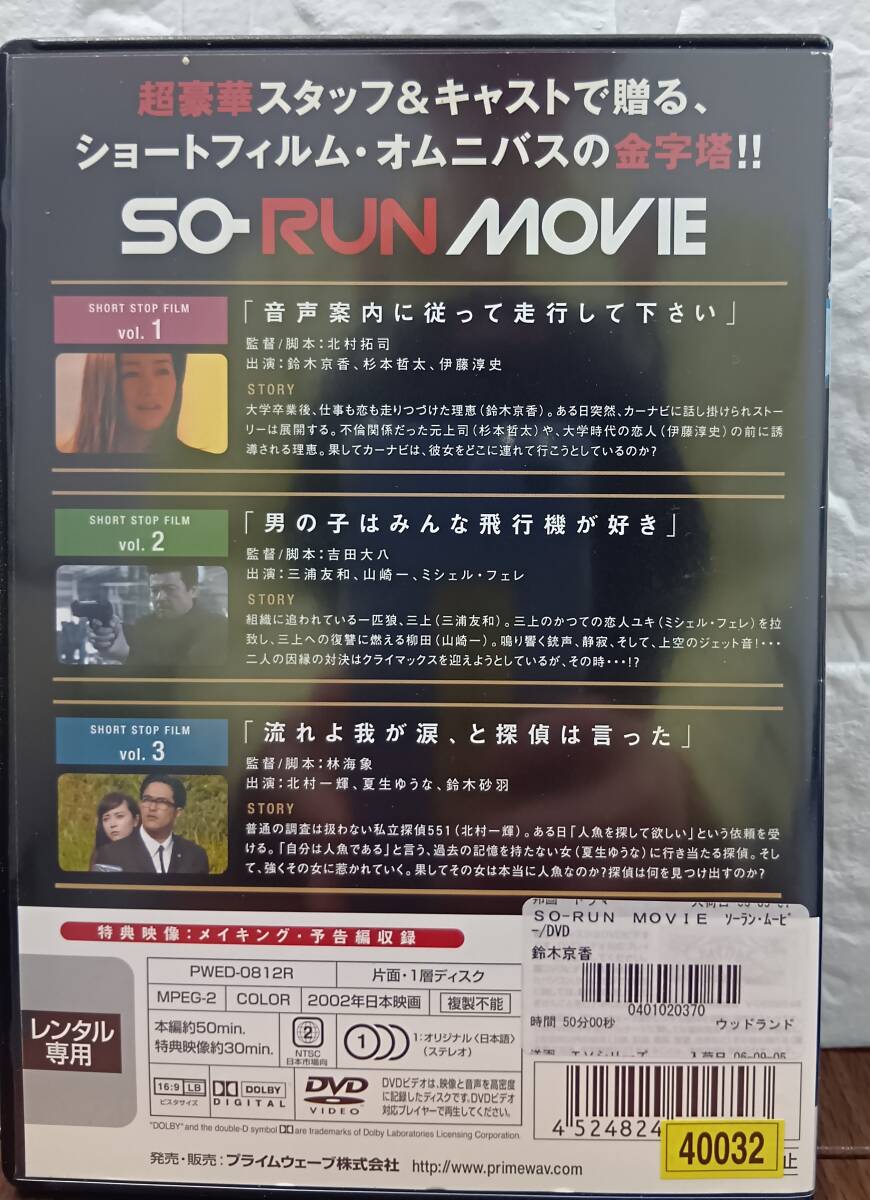 超豪華スタッフ&キャストで贈る、
ショートフィルム・オムニバスの金字塔!!
SO-RUN MOVIE
SHORT STOP FILM
vol. 1
「音声案内に従って走行して下さい」
監督/脚本:北村拓司
出演:鈴木京香、杉本哲太、伊藤淳史
STORY
大学卒業後、仕事も恋も走りつづけた理恵(鈴木京香)。ある日突然、カーナビに話し掛けられストー
リーは展開する。不倫関係だった元上司(杉本哲太)や、大学時代の恋人(伊藤淳史)の前に誘
導される理恵。果してカーナビは、彼女をどこに連れて行こうとしているのか?
SHORT STOP FILM
vol. 2
「男の子はみんな飛行機が好き」
監督/脚本:吉田大八
出演:三浦友和、山崎一、ミシェル・フェレ
STORY
組織に追われている一匹狼、三上(三浦友和)。三上のかつての恋人ユキ(ミシェル・フェレ)を拉
致し、三上への復讐に燃える柳田(山崎一)。鳴り響く銃声、静寂、そして、上空のジェット音!・・・
二人の因縁の対決はクライマックスを迎えようとしているが、その時・・・!?
SHORT STOP FILM
vol. 3
「流れよ我が涙、と探偵は言った」
監督/脚本:林海象
出演:北村一輝、夏生ゆうな、鈴木砂羽
STORY
普通の調査は扱わない私立探偵551(北村一輝)。ある日「人魚を探して欲しい」という依頼を受
ける。「自分は人魚である」と言う、過去の記憶を持たない女(夏生ゆうな)に行き当たる探偵。そし
て、強くその女に惹かれていく。果してその女は本当に人魚なのか?探偵は何を見つけ出すのか?
特典映像:メイキング・予告編収録
レンタル
専用
PWED-0812R 片面・1層ディスク
MPEG-2 COLOR 2002年日本映画 複製不能
本編約50min.
特典映像約30min.
2
NTSC
日本市場向
1
1:オリジナル〈日本語〉
(ステレオ)
16:9 LB
ビスタサイズ
DOLBY
DIGITAL
DVD
VIDEO
DVDビデオは、映像と音声を高密度
に記録したディスクです。DVDビデオ
対応プレイヤーで再生してください。
"DOLBY" and the double-D symbol are trademarks of Dolby Laboratories Licensing Corporation.
発売・販売:プライムウェーブ株式会社 http://www.primewav.com
SO-RUN MOVIE ソーラン・ムービ
ー/DVD
鈴木京香
0401020370
時間 50分00秒 ウッドランド
4 524824
40032
止